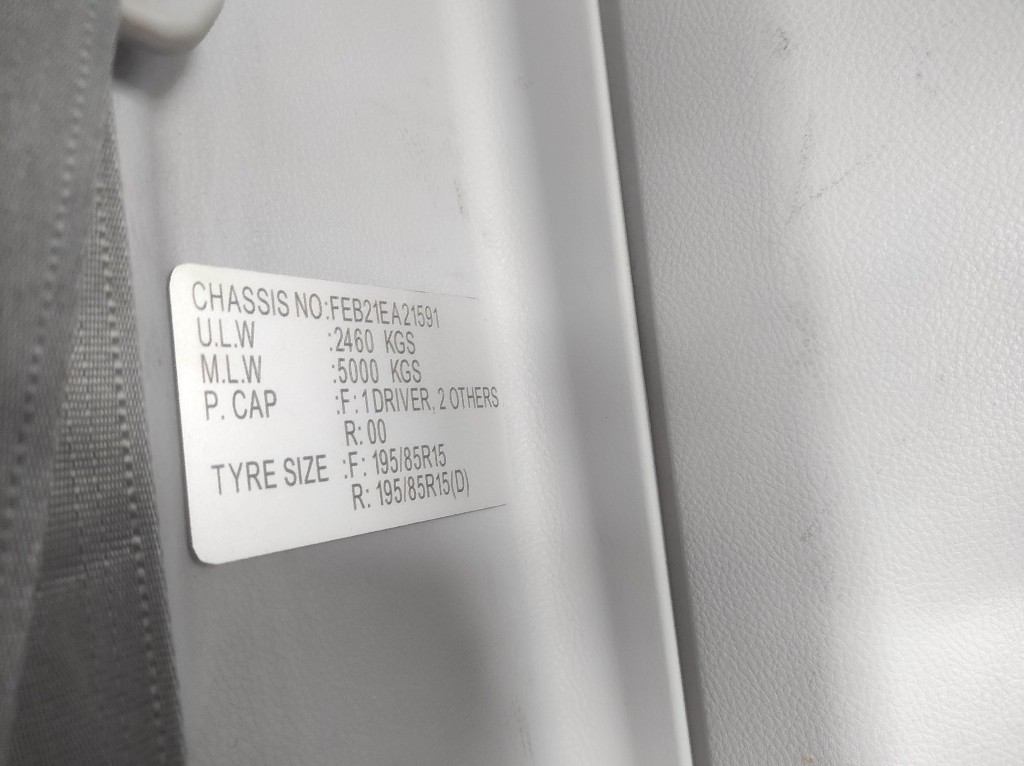 CHASSIS NO:FEB21EA21591
U.L.W :2460 KGS
M.L.W :5000 KGS
P. CAP :F: 1 DRIVER, 2 OTHERS
R: 00
TYRE SIZE :F: 195/85R15
R: 195/85R15(D)